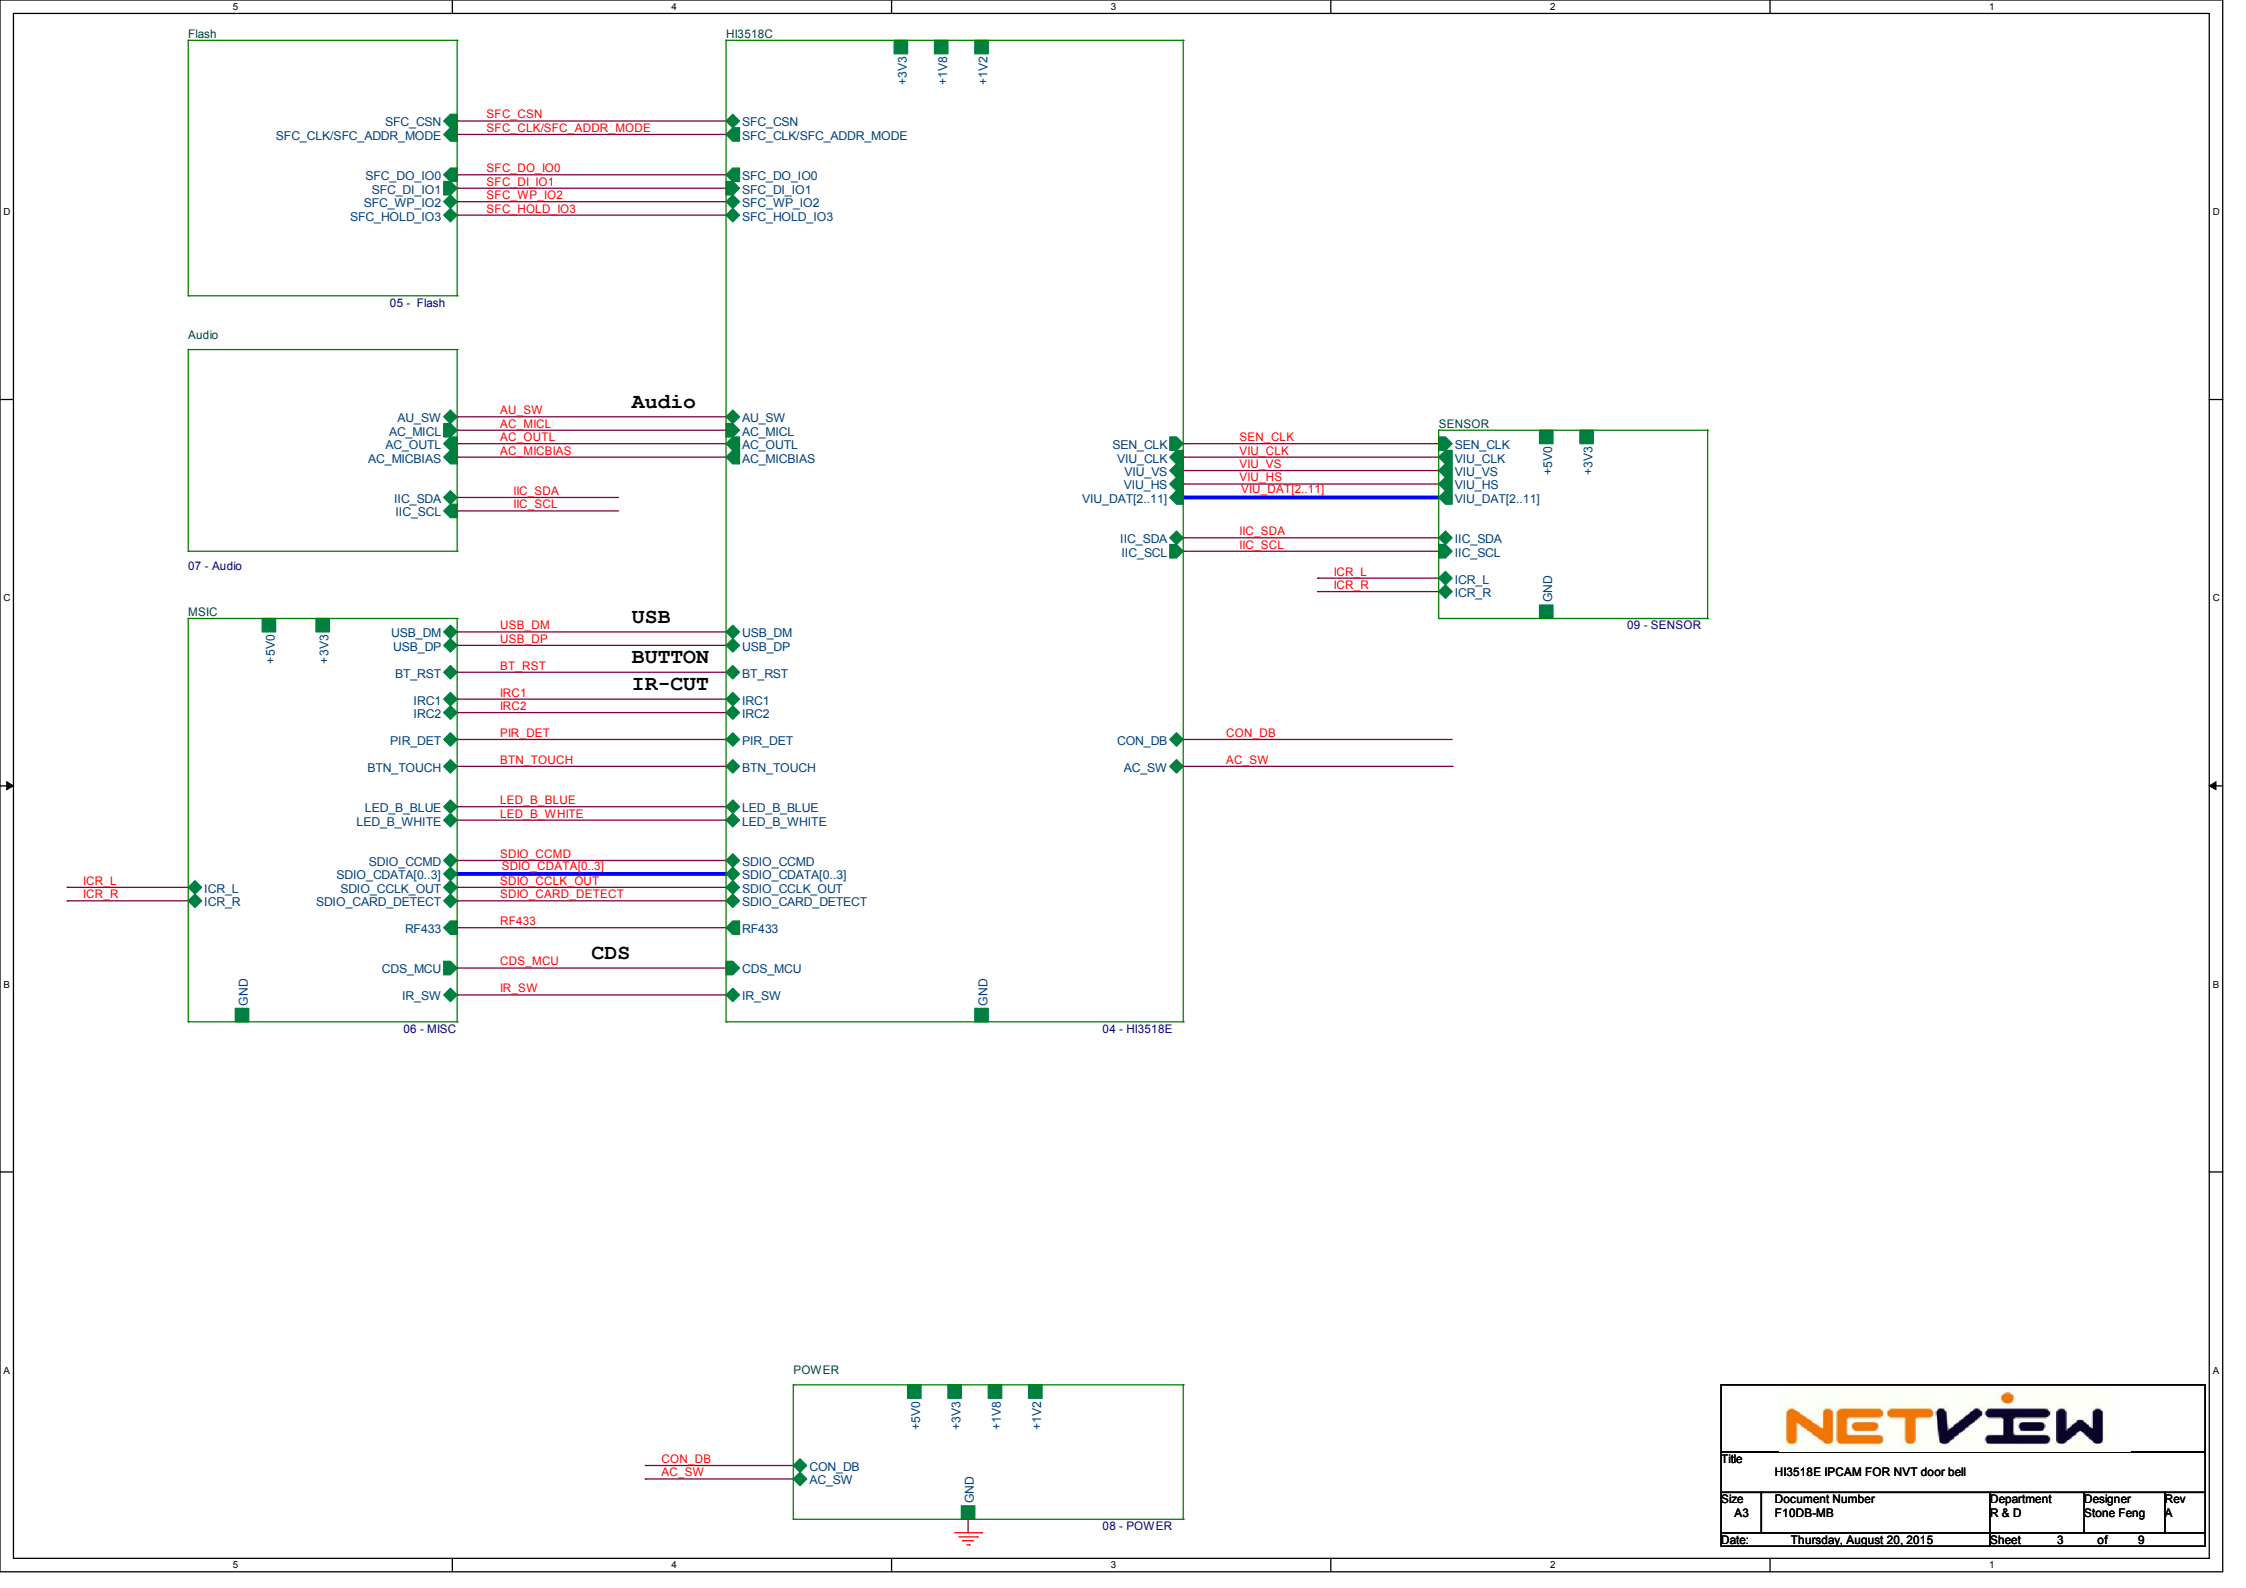 5 4 3 2 1
D
C
B
A
D
C
B
A
Flash
SFC_CSN
SFC_CLK/SFC_ADDR_MODE
SFC_DO_IO0
SFC_DI_IO1
SFC_WP_IO2
SFC_HOLD_IO3
05 - Flash
SFC_CSN
SFC_CLK/SFC_ADDR_MODE
SFC_DO_IO0
SFC_DI_IO1
SFC_WP_IO2
SFC_HOLD_IO3
HI3518C
+3V3
+1V8
+1V2
SFC_CSN
SFC_CLK/SFC_ADDR_MODE
SFC_DO_IO0
SFC_DI_IO1
SFC_WP_IO2
SFC_HOLD_IO3
Audio
AU_SW
AC_MICL
AC_OUTL
AC_MICBIAS
IIC_SDA
IIC_SCL
07 - Audio
Audio
AU_SW
AC_MICL
AC_OUTL
AC_MICBIAS
IIC_SDA
IIC_SCL
AU_SW
AC_MICL
AC_OUTL
AC_MICBIAS
SEN_CLK
VIU_CLK
VIU_VS
VIU_HS
VIU_DAT[2..11]
IIC_SDA
IIC_SCL
SEN_CLK
VIU_CLK
VIU_VS
VIU_HS
VIU_DAT[2..11]
IIC_SDA
IIC_SCL
ICR_L
ICR_R
SENSOR
+5V0
+3V3
SEN_CLK
VIU_CLK
VIU_VS
VIU_HS
VIU_DAT[2..11]
IIC_SDA
IIC_SCL
ICR_L
ICR_R
GND
09 - SENSOR
MSIC
+5V0
+3V3
USB_DM
USB_DP
BT_RST
IRC1
IRC2
PIR_DET
BTN_TOUCH
LED_B_BLUE
LED_B_WHITE
SDIO_CCMD
SDIO_CDATA[0..3]
SDIO_CCLK_OUT
SDIO_CARD_DETECT
RF433
CDS_MCU
IR_SW
ICR_L
ICR_R
ICR_L
ICR_R
GND
06 - MISC
USB
USB_DM
USB_DP
BUTTON
BT_RST
IR-CUT
IRC1
IRC2
PIR_DET
BTN_TOUCH
LED_B_BLUE
LED_B_WHITE
SDIO_CCMD
SDIO_CDATA[0..3]
SDIO_CCLK_OUT
SDIO_CARD_DETECT
RF433
CDS
CDS_MCU
IR_SW
USB_DM
USB_DP
BT_RST
IRC1
IRC2
PIR_DET
BTN_TOUCH
LED_B_BLUE
LED_B_WHITE
SDIO_CCMD
SDIO_CDATA[0..3]
SDIO_CCLK_OUT
SDIO_CARD_DETECT
RF433
CDS_MCU
IR_SW
CON_DB
AC_SW
CON_DB
AC_SW
GND
04 - HI3518E
POWER
+5V0
+3V3
+1V8
+1V2
CON_DB
AC_SW
CON_DB
AC_SW
GND
08 - POWER
NETVIEW
Title
HI3518E IPCAM FOR NVT door bell
Size Document Number Department Designer Rev
A3 F10DB-MB R & D Stone Feng A
Date: Thursday, August 20, 2015 Sheet 3 of 9
5 4 3 2 1